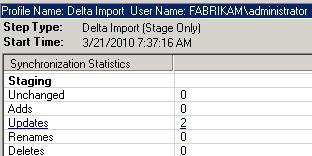 Profile Name: Delta Import User Name: FABRIKAM\administrator
Step Type: Delta Import (Stage Only)
Start Time: 3/21/2010 7:37:16 AM
Synchronization Statistics
Staging
Unchanged 0
Adds 0
Updates 2
Renames 0
Deletes 0